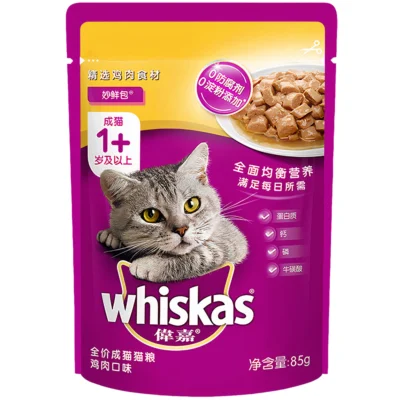 精选鸡肉食材
妙鲜包®
成猫
1+
岁及以上
0防腐剂
0淀粉添加*
全面均衡营养
满足每日所需
蛋白质
钙
磷
牛磺酸
whiskas®
偉嘉®
全价成猫猫粮
鸡肉口味
净含量:85g